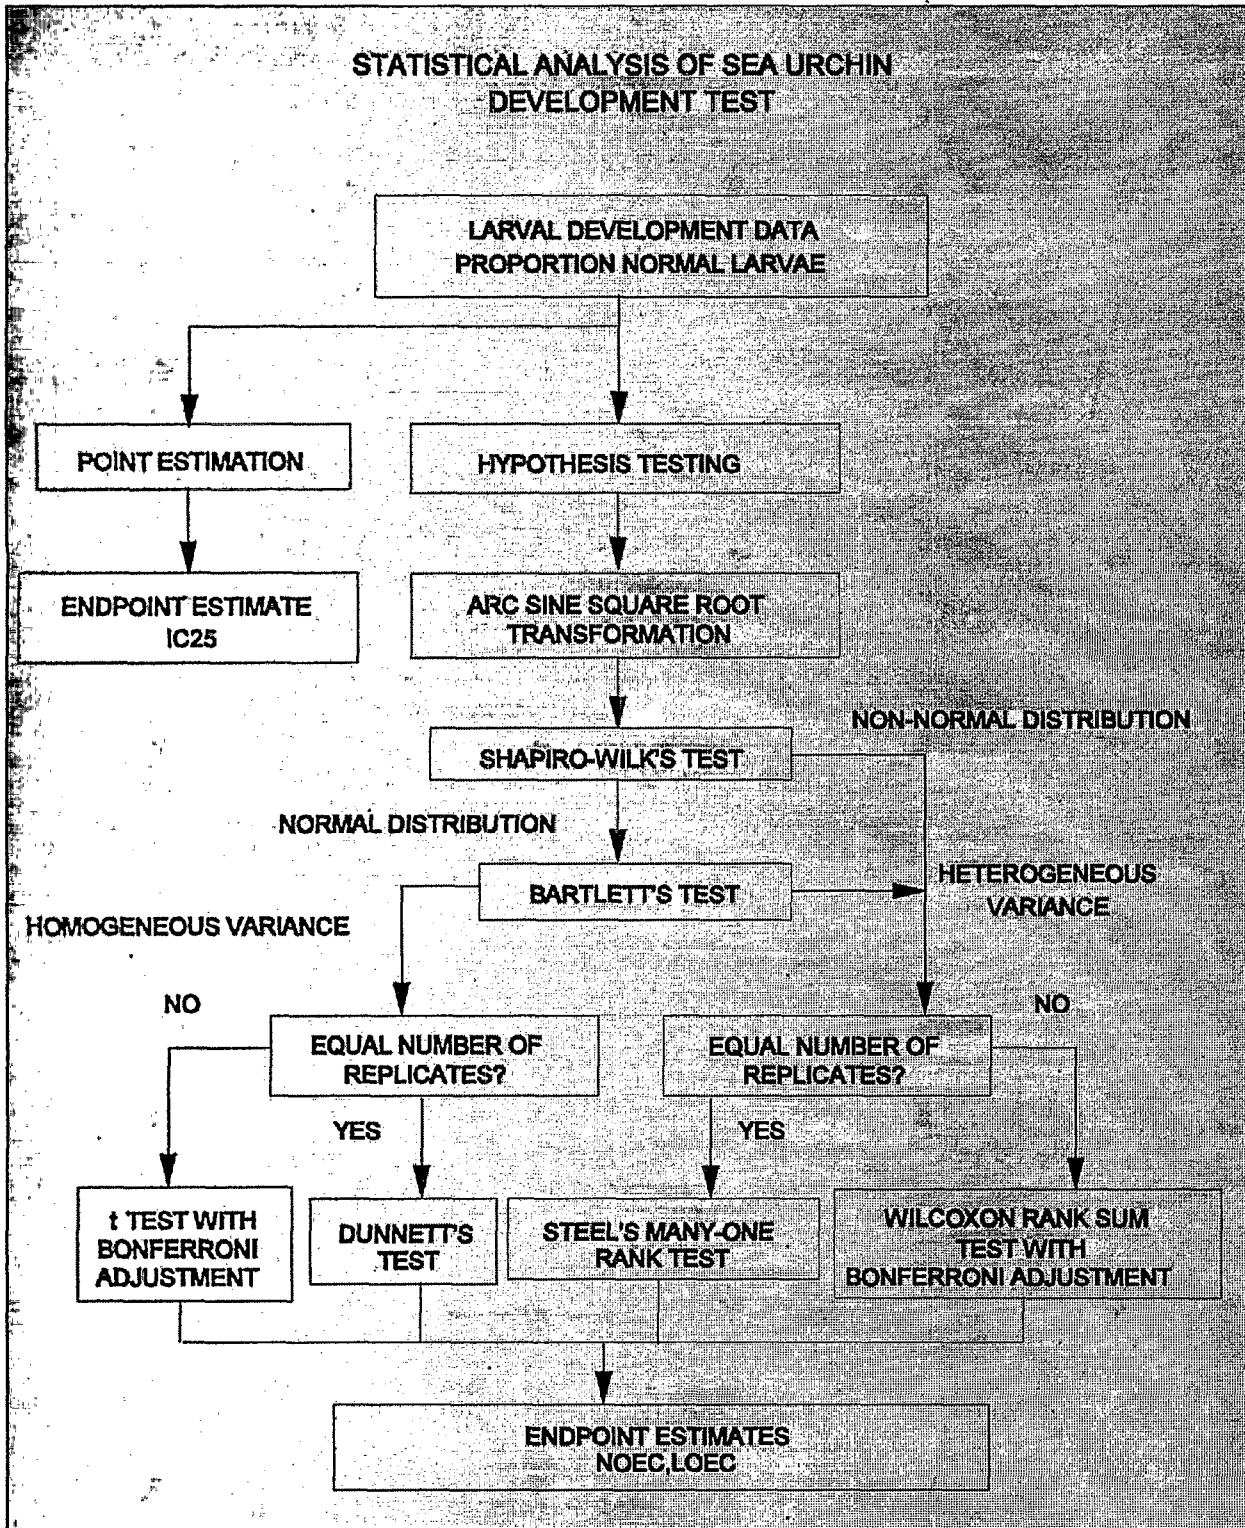 STATISTICAL ANALYSIS OF SEA URCHIN
DEVELOPMENT TEST
LARVAL DEVELOPMENT DATA
PROPORTION NORMAL LARVAE
POINT ESTIMATION
HYPOTHESIS TESTING
ENDPOINT ESTIMATE
IC25
ARC SINE SQUARE ROOT
TRANSFORMATION
NON-NORMAL DISTRIBUTION
SHAPIRO-WILK'S TEST
NORMAL DISTRIBUTION
BARTLETT'S TEST
HETEROGENEOUS
VARIANCE
HOMOGENEOUS VARIANCE
NO
NO
EQUAL NUMBER OF
REPLICATES?
EQUAL NUMBER OF
REPLICATES?
YES
YES
t TEST WITH
BONFERRONI
ADJUSTMENT
DUNNETT'S
TEST
STEEL'S MANY-ONE
RANK TEST
WILCOXON RANK SUM
TEST WITH
BONFERRONI ADJUSTMENT
ENDPOINT ESTIMATES
NOEC,LOEC